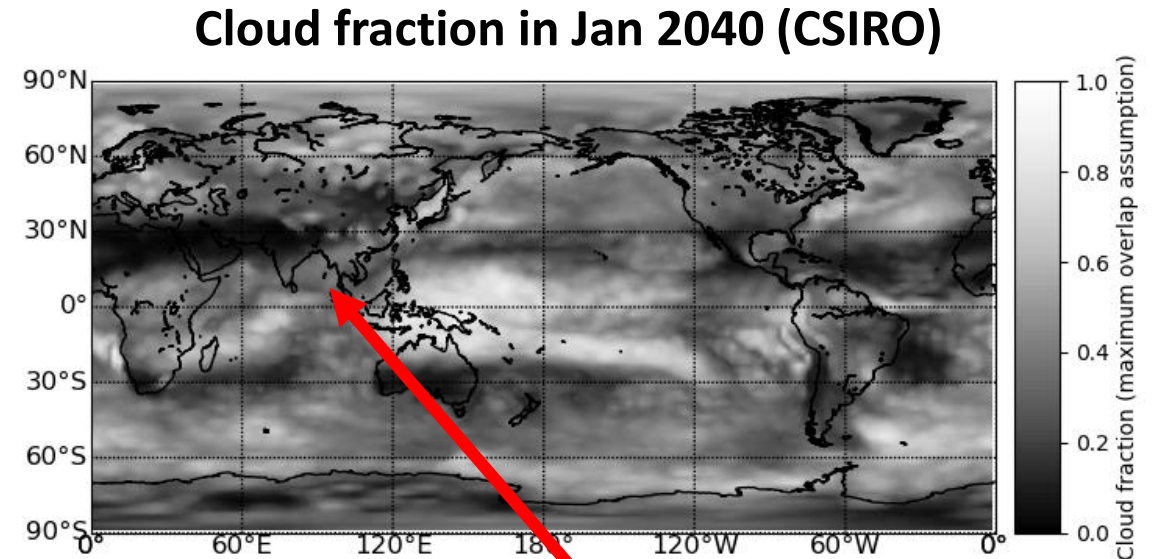 Cloud fraction in Jan 2040 (CSIRO)
90°N
60°N
30°N
0°
30°S
60°S
90°S
0°
60°E
120°E
180°
120°W
60°W
0°
1.0
0.8
0.6
0.4
0.2
0.0
Cloud fraction (maximum overlap assumption)